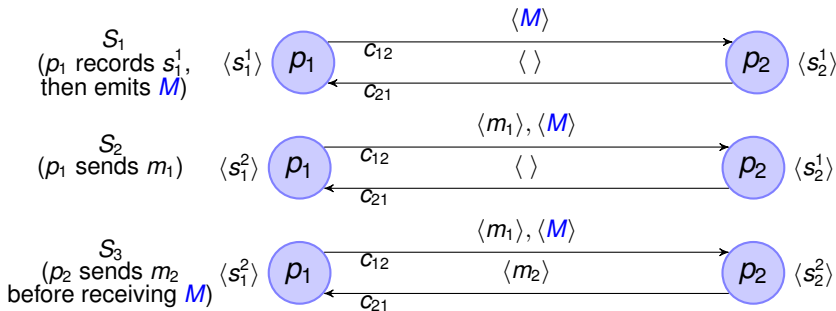 ⟨M⟩
S₁
(p₁ records s₁¹,
then emits M)
⟨s₁¹⟩ p₁ c₁₂ ⟨ ⟩ p₂ ⟨s₂¹⟩
c₂₁
⟨m₁⟩, ⟨M⟩
S₂
(p₁ sends m₁) ⟨s₁²⟩ p₁ c₁₂ ⟨ ⟩ p₂ ⟨s₂¹⟩
c₂₁
⟨m₁⟩, ⟨M⟩
S₃
(p₂ sends m₂
before receiving M) ⟨s₁²⟩ p₁ c₁₂ ⟨m₂⟩ p₂ ⟨s₂²⟩
c₂₁